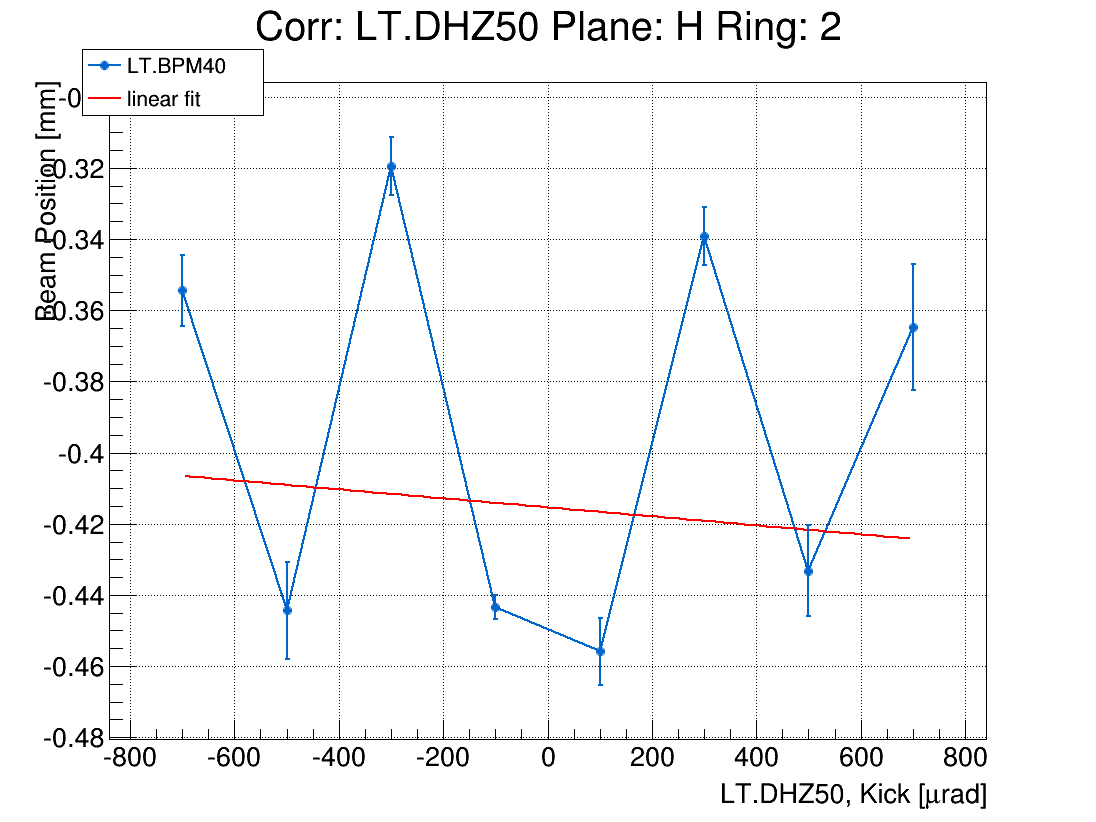 Corr: LT.DHZ50 Plane: H Ring: 2
LT.BPM40
linear fit
Beam Position [mm]
-0
-0.32
-0.34
-0.36
-0.38
-0.4
-0.42
-0.44
-0.46
-0.48
-800 -600 -400 -200 0 200 400 600 800
LT.DHZ50, Kick [μrad]